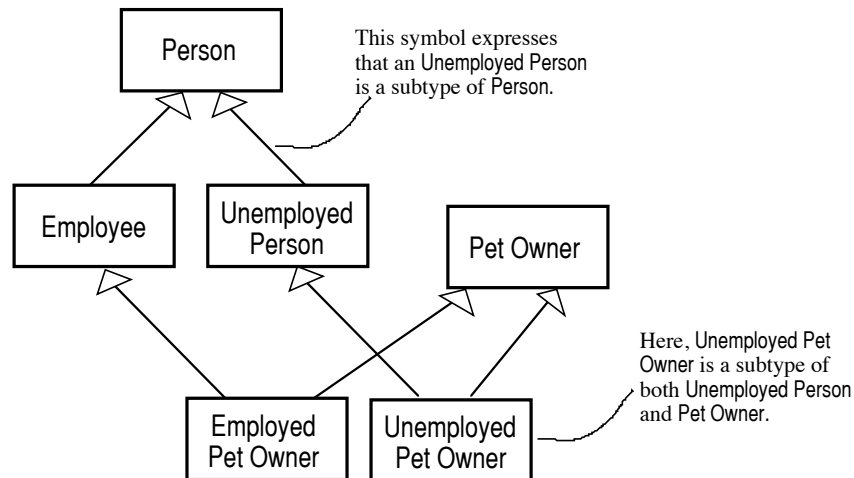 Person
This symbol expresses
that an Unemployed Person
is a subtype of Person.
Employee
Unemployed
Person
Pet Owner
Here, Unemployed Pet
Owner is a subtype of
both Unemployed Person
and Pet Owner.
Employed
Pet Owner
Unemployed
Pet Owner